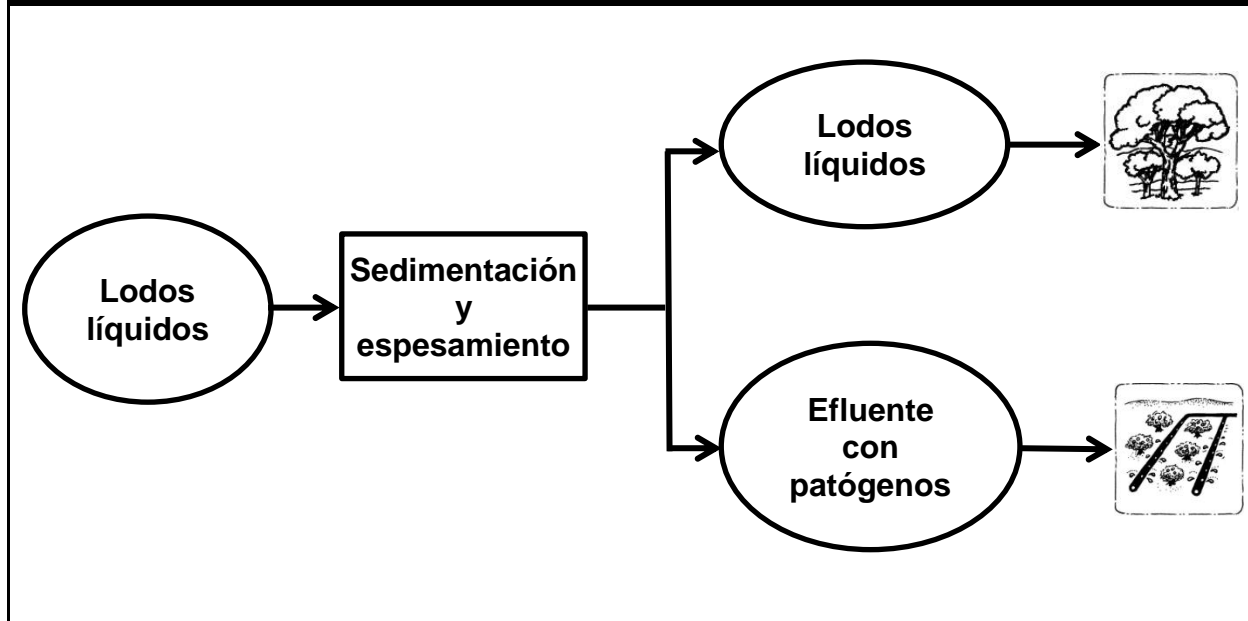 Lodos
líquidos
Sedimentación
y
espesamiento
Lodos
líquidos
Efluente
con
patógenos